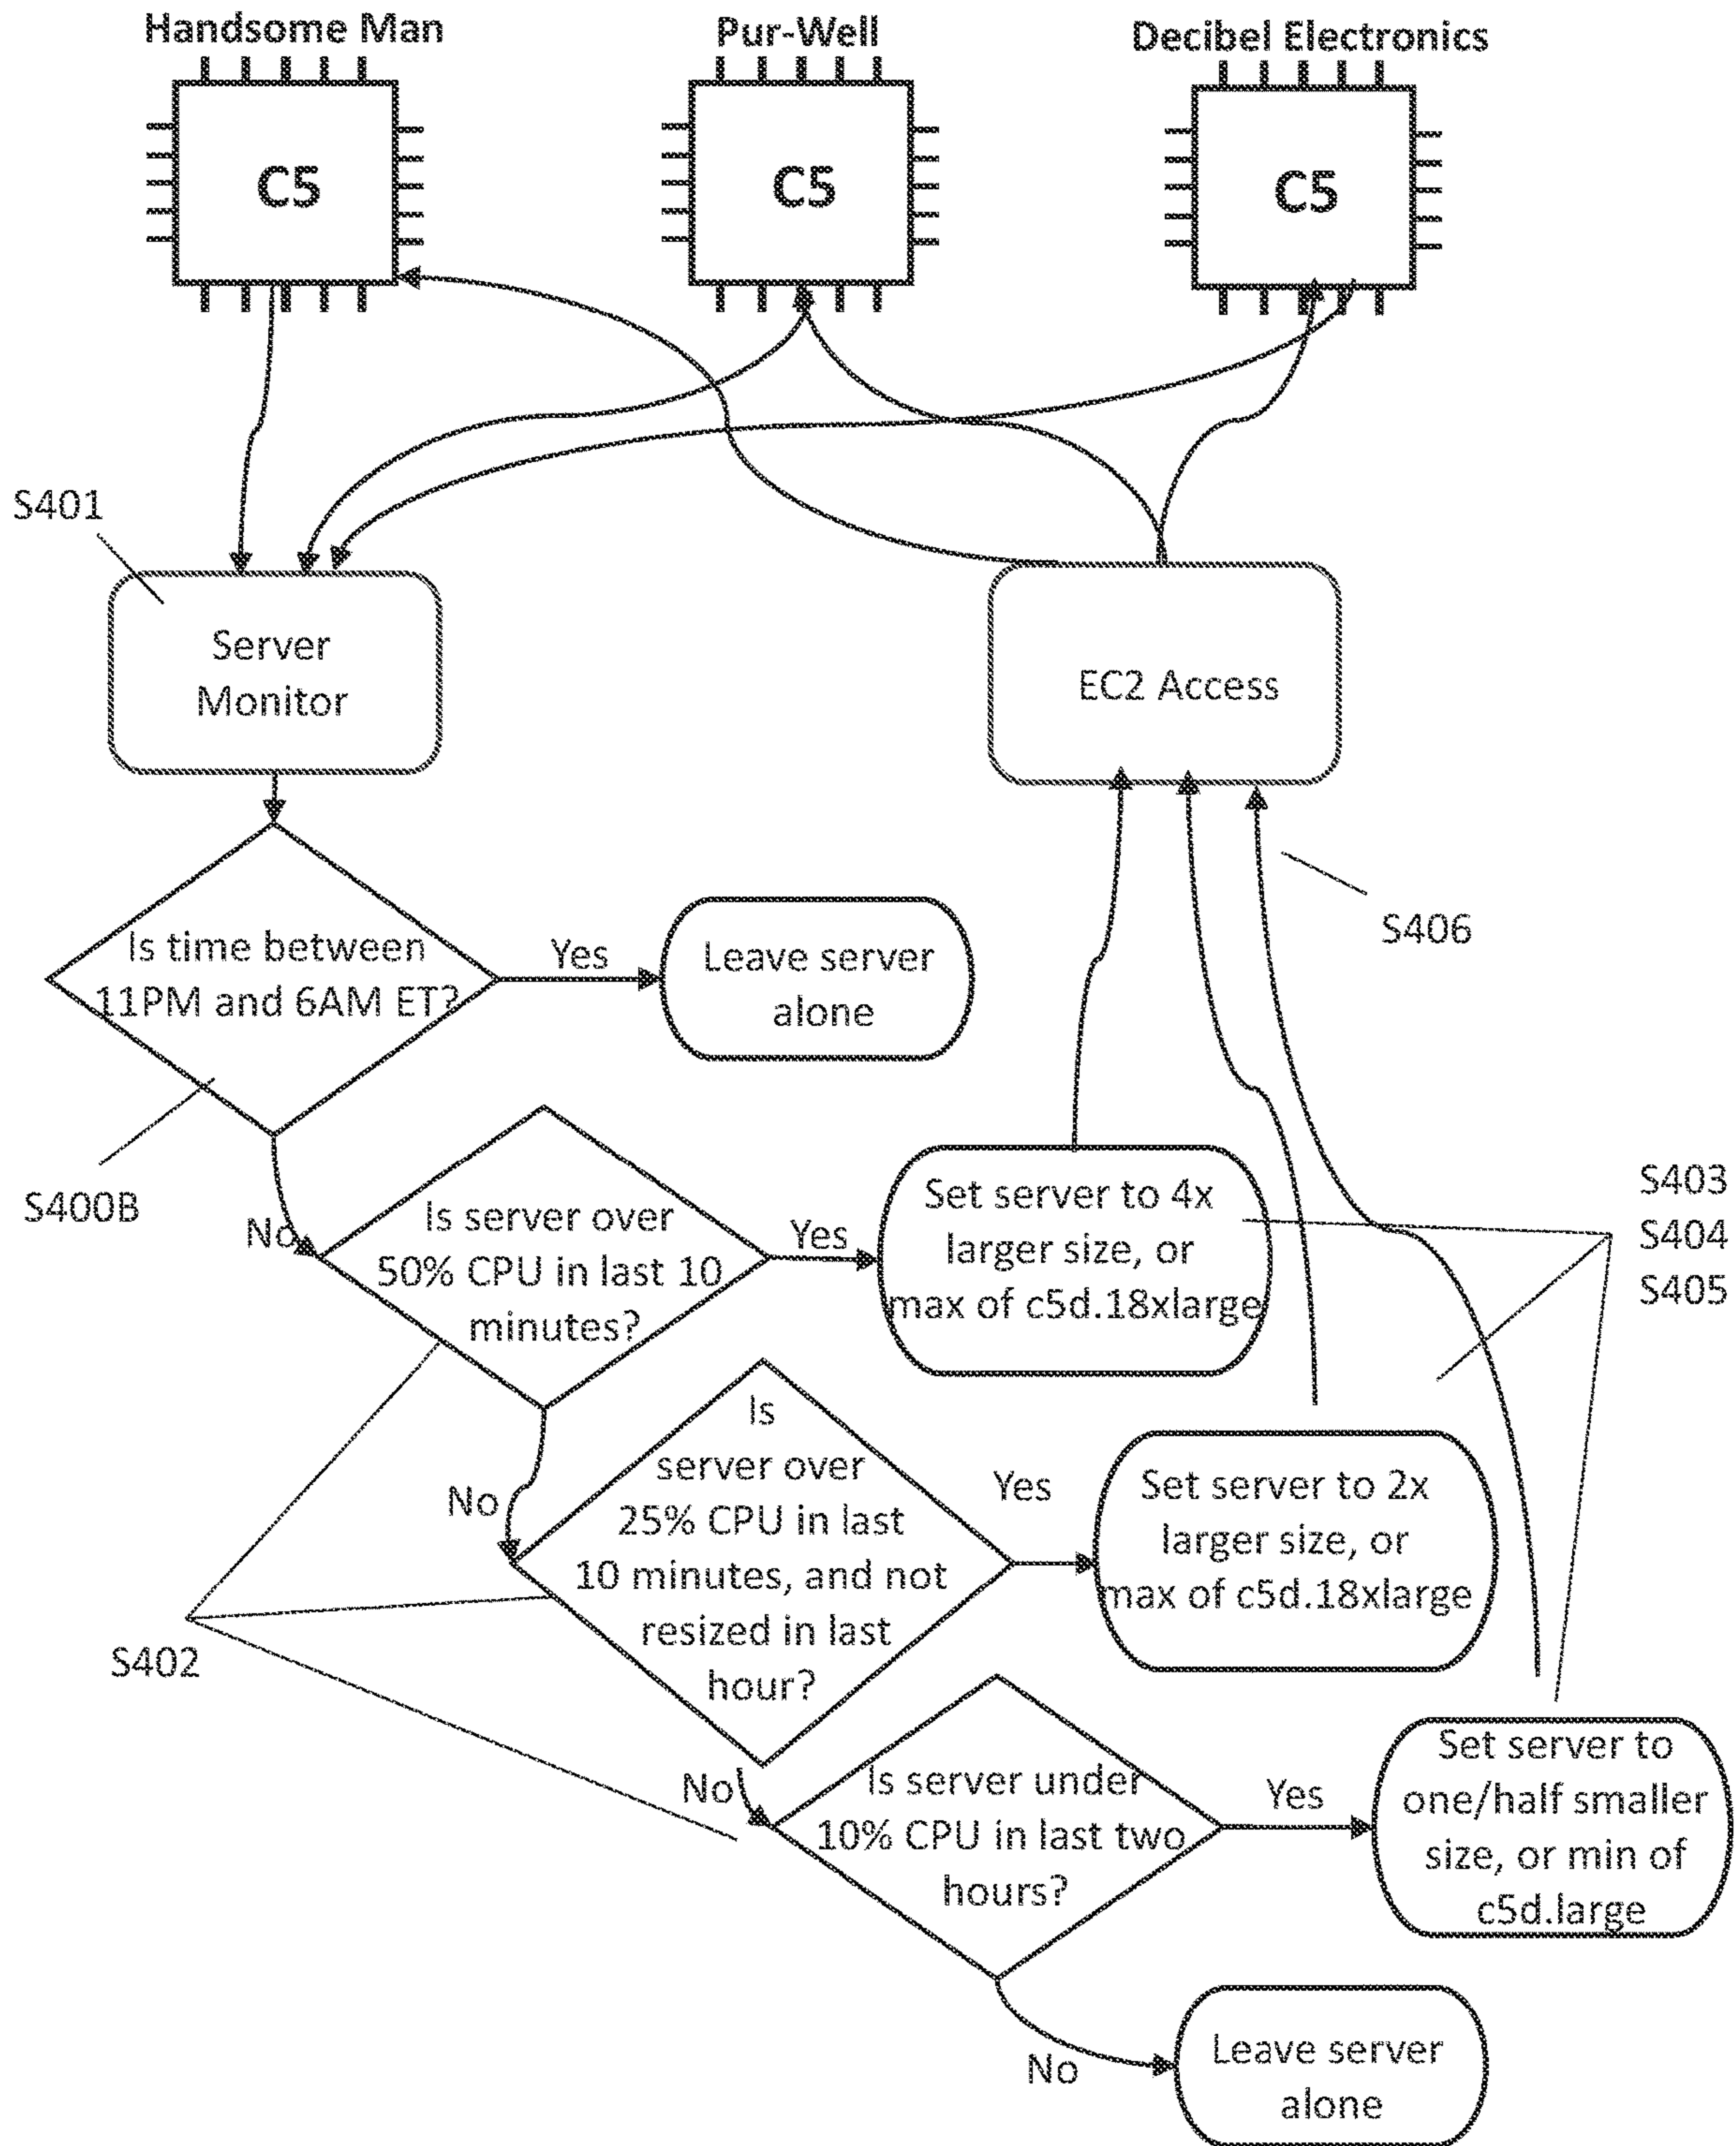 Handsome Man
Pur-Well
Decibel Electronics
C5
C5
C5
S401
Server
Monitor
EC2 Access
S406
Is time between
11PM and 6AM ET?
Yes
Leave server
alone
S400B
No
Is server over
50% CPU in last 10
minutes?
Yes
Set server to 4x
larger size, or
max of c5d.18xlarge
S403
S404
S405
No
Is
server over
25% CPU in last
10 minutes, and not
resized in last
hour?
Yes
Set server to 2x
larger size, or
max of c5d.18xlarge
S402
No
Is server under
10% CPU in last two
hours?
Yes
Set server to
one/half smaller
size, or min of
c5d.large
No
Leave server
alone